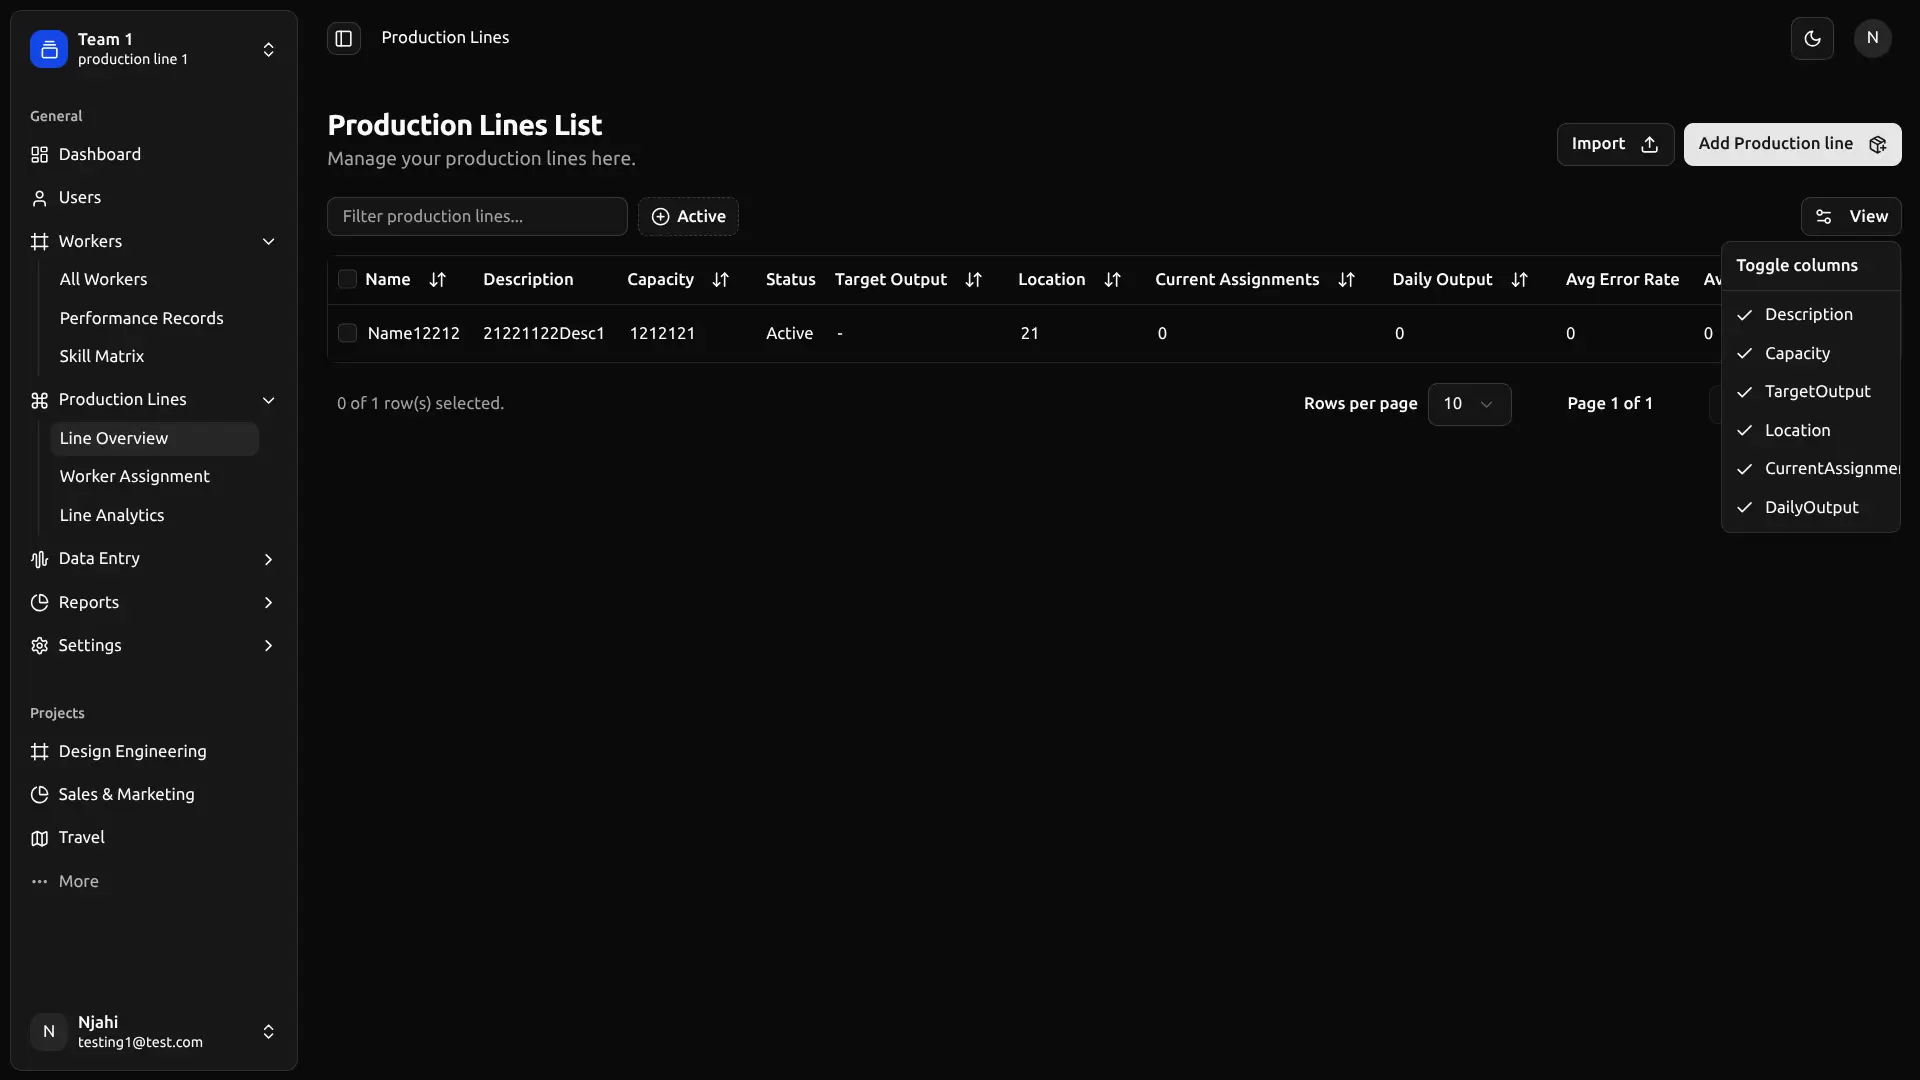 Team 1
production line 1
General
Dashboard
Users
Workers
All Workers
Performance Records
Skill Matrix
Production Lines
Line Overview
Worker Assignment
Line Analytics
Data Entry
Reports
Settings
Projects
Design Engineering
Sales & Marketing
Travel
More
N
Njahi
testing1@test.com
Production Lines
N
Production Lines List
Manage your production lines here.
Import
Add Production line
Filter production lines...
Active
View
Name Description Capacity Status Target Output Location Current Assignments Daily Output Avg Error Rate Av
Name12212 21221122Desc1 1212121 Active - 21 0 0 0 0
0 of 1 row(s) selected.
Rows per page 10 Page 1 of 1
Toggle columns
Description
Capacity
TargetOutput
Location
CurrentAssignmen
DailyOutput